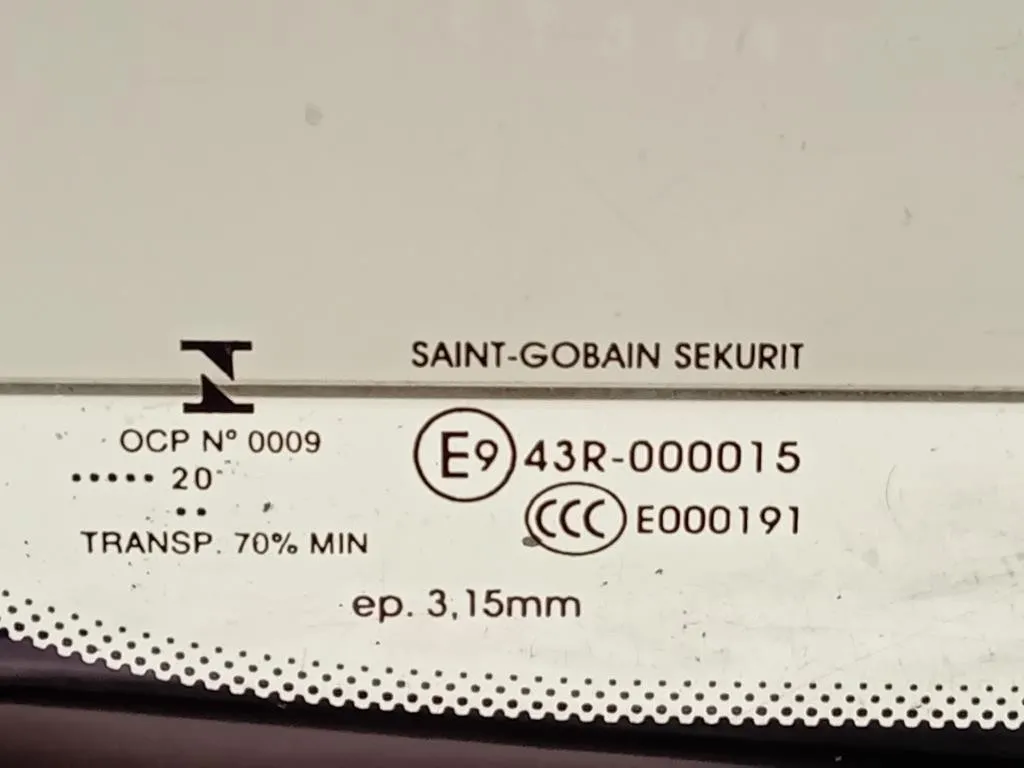 SAINT-GOBAIN SEKURIT
OCP Nº 0009
..... 20
..
TRANSP. 70% MIN
E9 43R-000015
CCC E000191
ep. 3,15mm